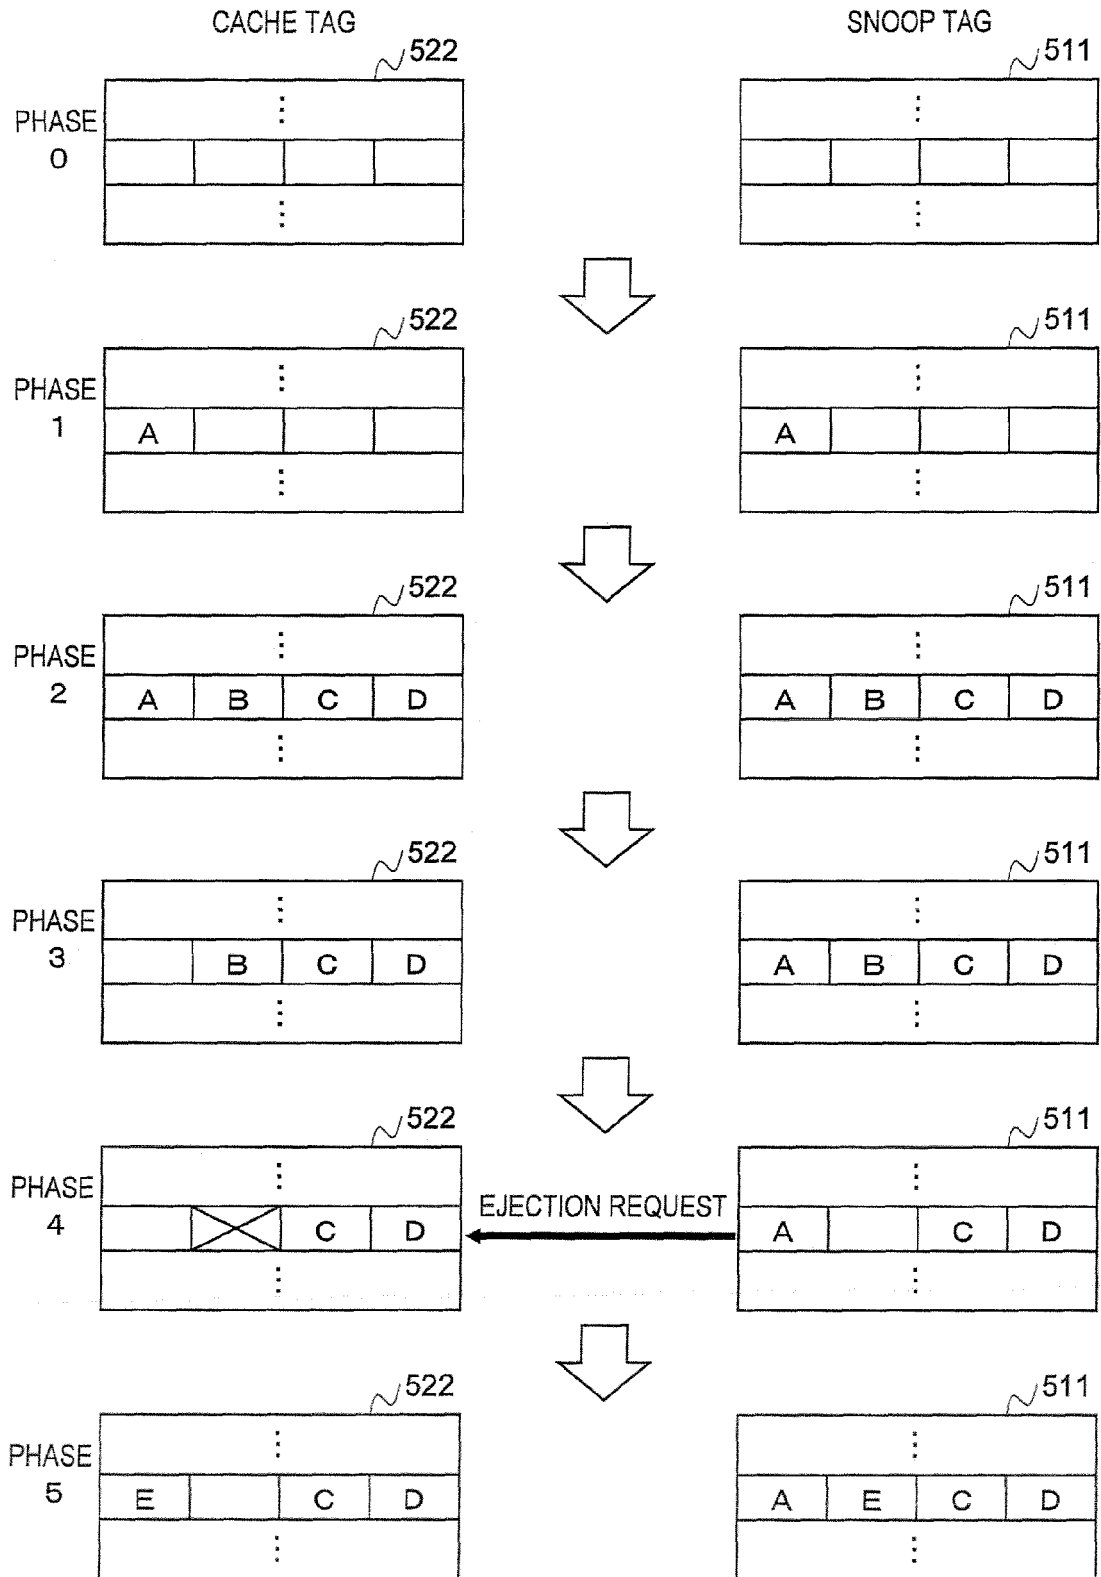 CACHE TAG SNOOP TAG
522 511
PHASE
0
522 511
PHASE
1
A A
522 511
PHASE
2
A B C D A B C D
522 511
PHASE
3
B C D A B C D
522 511
PHASE
4
EJECTION REQUEST
C D A C D
522 511
PHASE
5
E C D A E C D